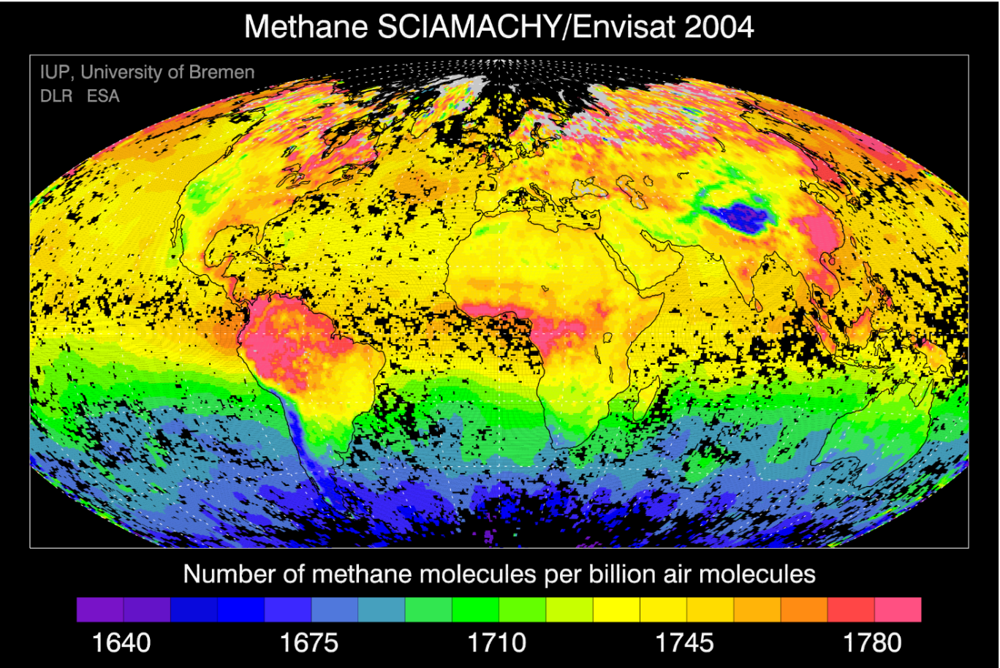 Methane SCIAMACHY/Envisat 2004
IUP, University of Bremen
DLR ESA
Number of methane molecules per billion air molecules
1640 1675 1710 1745 1780